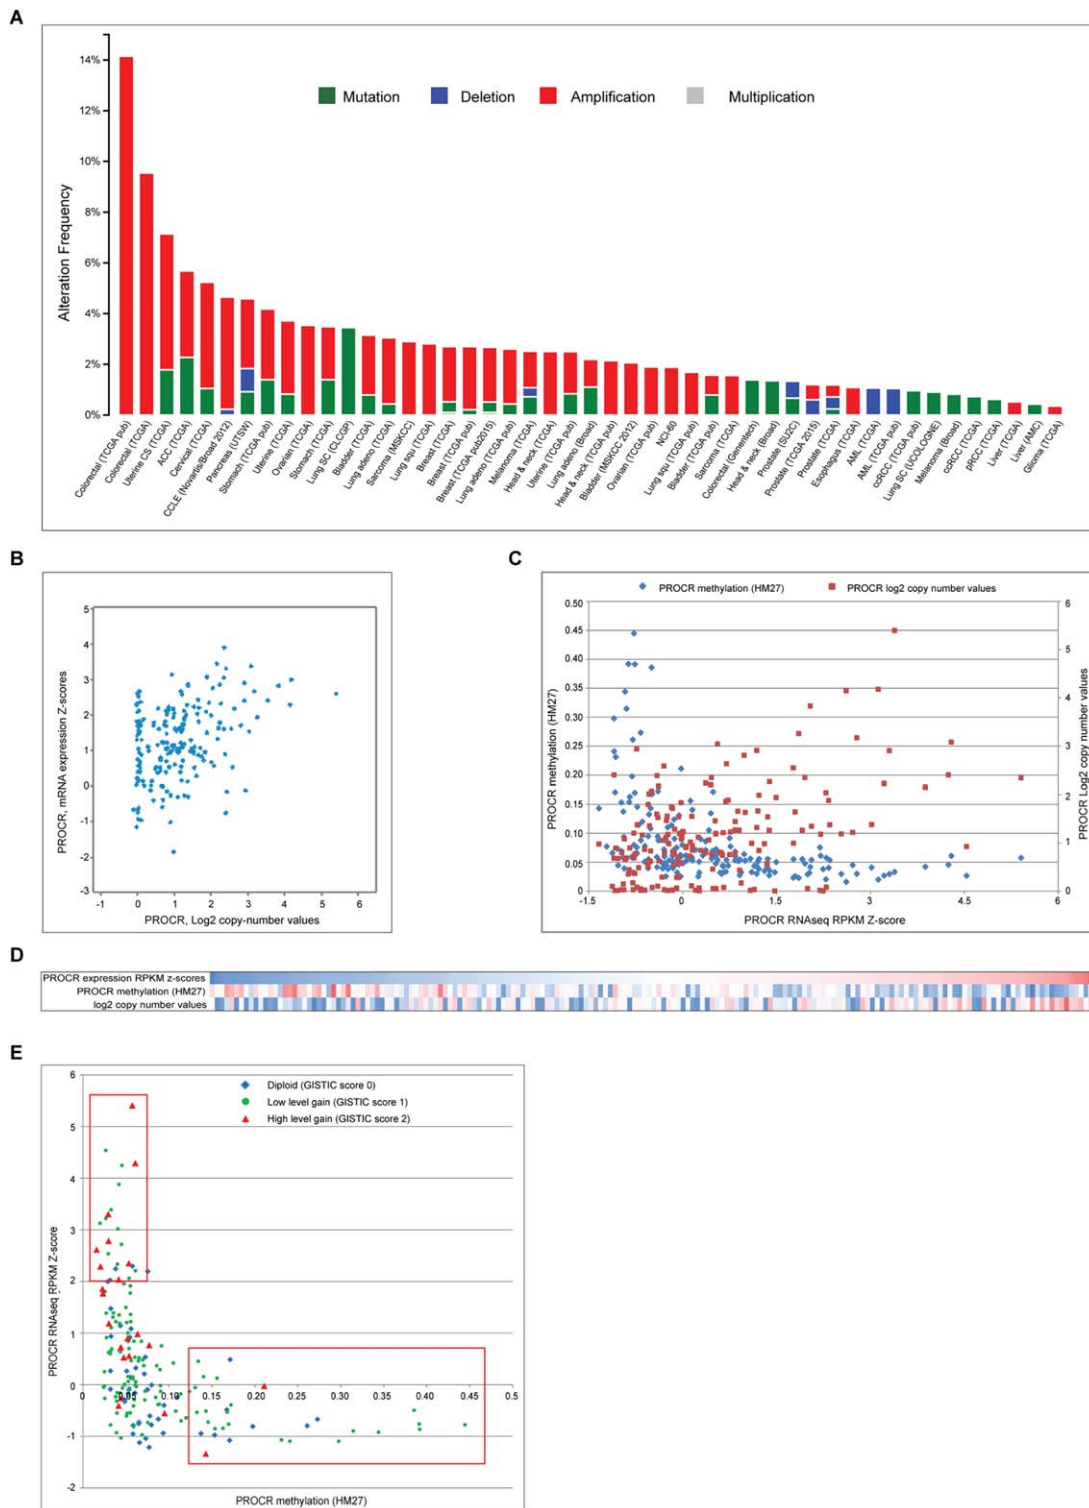 A
Alteration Frequency
14%
12%
10%
8%
6%
4%
2%
0%
Mutation
Deletion
Amplification
Multiplication
Colorectal (TCGA pub)
Colorectal (TCGA)
Uterine CS (TCGA)
ACC (TCGA)
Cervical (TCGA)
CCLE (Novartis/Broad 2012)
Pancreas (UTSW)
Stomach (TCGA pub)
Uterine (TCGA)
Ovarian (TCGA)
Stomach (TCGA)
Lung SC (CLCGP)
Bladder (TCGA)
Lung adeno (TCGA)
Sarcoma (MSKCC)
Lung squ (TCGA)
Breast (TCGA)
Breast (TCGA pub)
Breast (TCGA pub2015)
Lung adeno (TCGA pub)
Melanoma (TCGA)
Head & neck (TCGA)
Uterine (TCGA pub)
Lung adeno (Broad)
Head & neck (TCGA pub)
Bladder (MSKCC 2012)
Ovarian (TCGA pub)
NCI-60
Lung squ (TCGA pub)
Bladder (TCGA pub)
Sarcoma (TCGA)
Colorectal (Genentech)
Head & neck (Broad)
Prostate (SU2C)
Prostate (TCGA 2015)
Prostate (TCGA)
Esophagus (TCGA)
AML (TCGA)
AML (TCGA pub)
ccRCC (TCGA pub)
Lung SC (UCOLOGNE)
Melanoma (Broad)
ccRCC (TCGA)
pRCC (TCGA)
Liver (TCGA)
Liver (AMC)
Glioma (TCGA)
B
PROCR, mRNA expression Z-scores
5
4
3
2
1
0
-1
-2
-3
-1 0 1 2 3 4 5 6
PROCR, Log2 copy-number values
C
PROCR methylation (HM27)
PROCR log2 copy number values
PROCR methylation (HM27)
0.50
0.45
0.40
0.35
0.30
0.25
0.20
0.15
0.10
0.05
0
6
5
4
3
2
1
0
PROCR Log2 copy number values
-1.5 0 1.5 3 4.5 6
PROCR RNAseq RPKM Z-score
D
PROCR expression RPKM z-scores
PROCR methylation (HM27)
log2 copy number values
E
Diploid (GISTIC score 0)
Low level gain (GISTIC score 1)
High level gain (GISTIC score 2)
PROCR RNAseq RPKM Z-score
6
5
4
3
2
1
0
-1
-2
0 0.05 0.10 0.15 0.20 0.25 0.30 0.35 0.40 0.45 0.5
PROCR methylation (HM27)